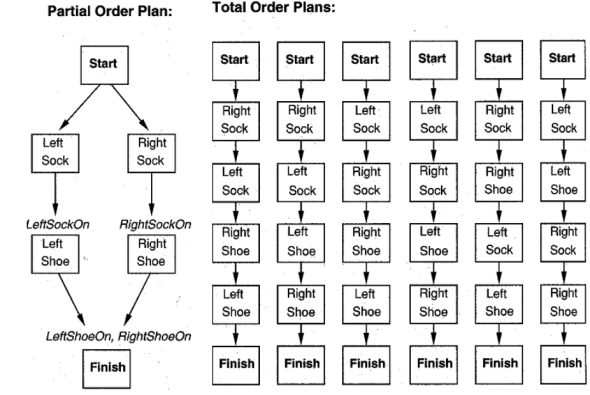 Partial Order Plan:
Total Order Plans:
Start
Left
Sock
Right
Sock
LeftSockOn
RightSockOn
Left
Shoe
Right
Shoe
LeftShoeOn, RightShoeOn
Finish
Start
Right
Sock
Left
Sock
Right
Shoe
Left
Shoe
Finish
Start
Right
Sock
Left
Sock
Left
Shoe
Right
Shoe
Finish
Start
Left
Sock
Right
Sock
Right
Shoe
Left
Shoe
Finish
Start
Left
Sock
Right
Sock
Left
Shoe
Right
Shoe
Finish
Start
Right
Sock
Right
Shoe
Left
Sock
Left
Shoe
Finish
Start
Left
Sock
Left
Shoe
Right
Sock
Right
Shoe
Finish